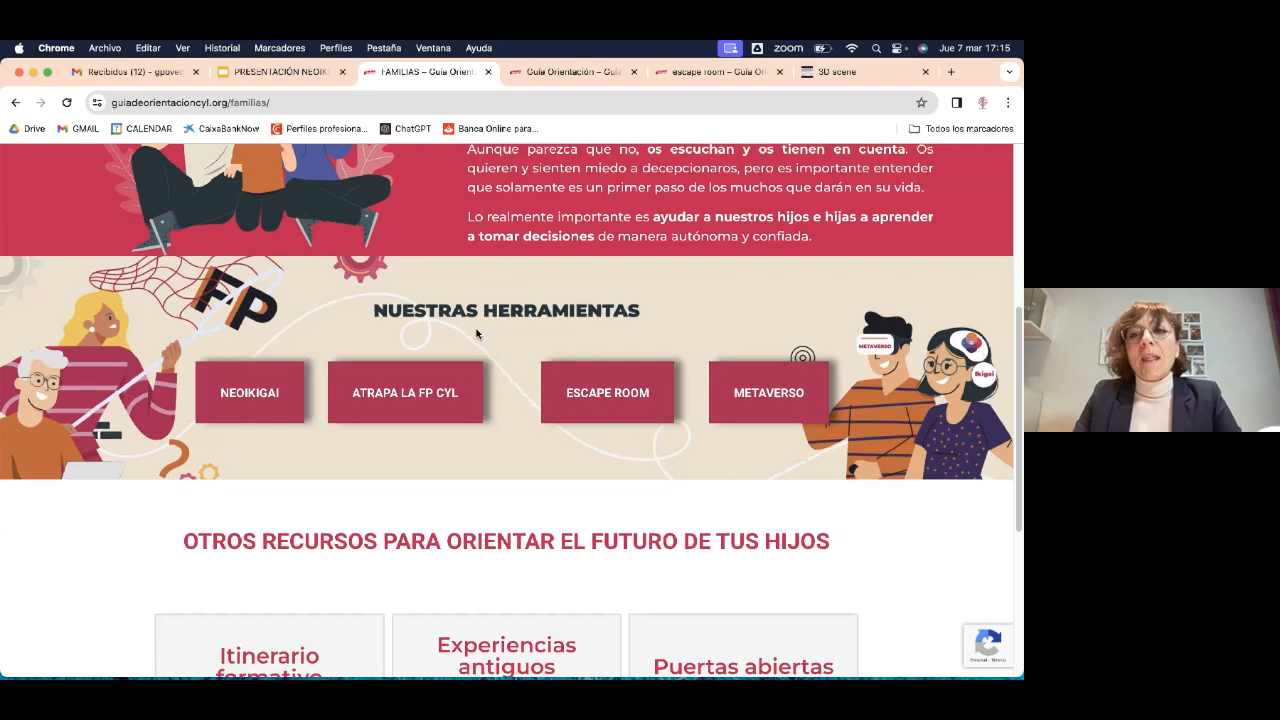 Chrome Archivo Editar Ver Historial Marcadores Perfiles Pestaña Ventana Ayuda zoom Jue 7 mar 17:15
Recibidos (12) - gpoved PRESENTACIÓN NEOIKI FAMILIAS – Guía Orient Guía Orientación – Guí escape room – Guía Ori 3D scene
guiadeorientacioncyl.org/familias/
Drive GMAIL CALENDAR CaixaBankNow Perfiles profesiona... ChatGPT Banca Online para... Todos los marcadores
Aunque parezca que no, os escuchan y os tienen en cuenta. Os
quieren y sienten miedo a decepcionaros, pero es importante entender
que solamente es un primer paso de los muchos que darán en su vida.
Lo realmente importante es ayudar a nuestros hijos e hijas a aprender
a tomar decisiones de manera autónoma y confiada.
FP
NUESTRAS HERRAMIENTAS
METAVERSO
Ikigai
NEOIKIGAI ATRAPA LA FP CYL ESCAPE ROOM METAVERSO
OTROS RECURSOS PARA ORIENTAR EL FUTURO DE TUS HIJOS
Itinerario
formativo
Experiencias
antiguos
Puertas abiertas